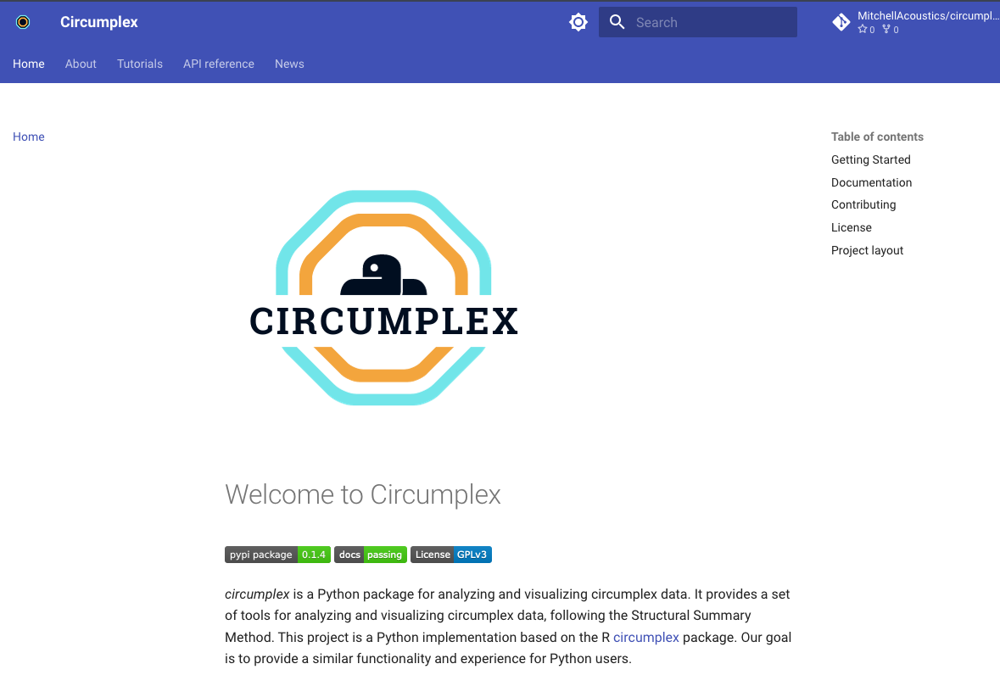 Circumplex
Search
MitchellAcoustics/circumpl...
0 0
Home About Tutorials API reference News
Home
Table of contents
Getting Started
Documentation
Contributing
License
Project layout
CIRCUMPLEX
Welcome to Circumplex
pypi package 0.1.4 docs passing License GPLv3
circumplex is a Python package for analyzing and visualizing circumplex data. It provides a set
of tools for analyzing and visualizing circumplex data, following the Structural Summary
Method. This project is a Python implementation based on the R circumplex package. Our goal
is to provide a similar functionality and experience for Python users.